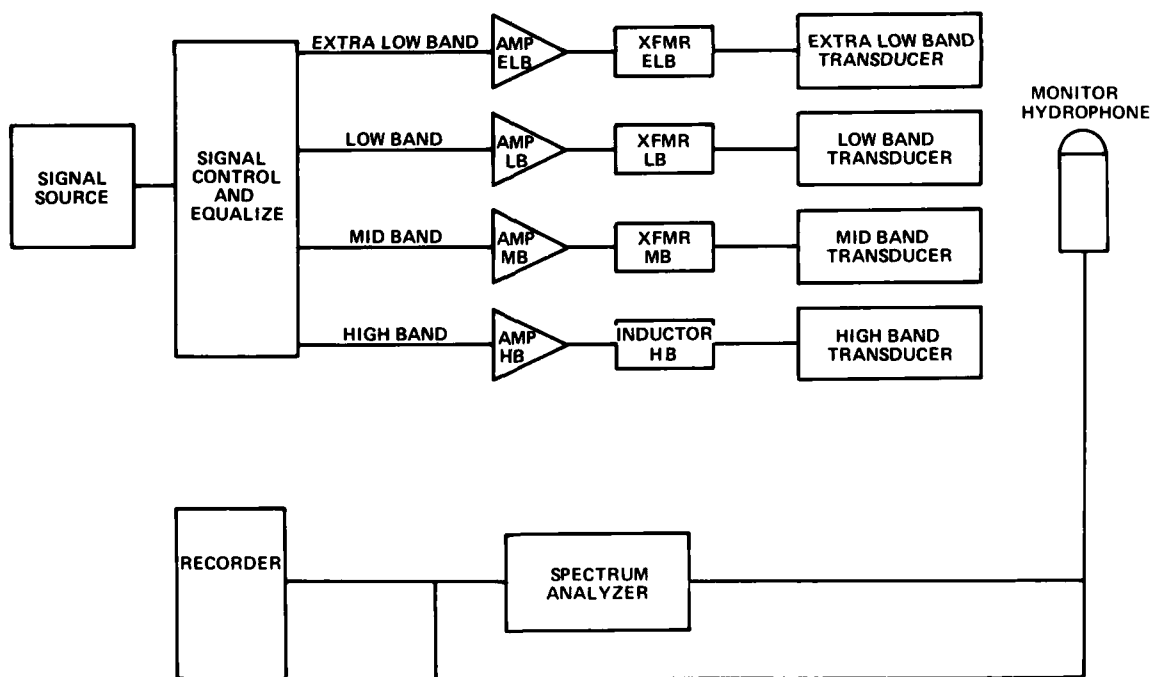 EXTRA LOW BAND
AMP
ELB
XFMR
ELB
EXTRA LOW BAND
TRANSDUCER
MONITOR
HYDROPHONE
SIGNAL
SOURCE
SIGNAL
CONTROL
AND
EQUALIZE
LOW BAND
AMP
LB
XFMR
LB
LOW BAND
TRANSDUCER
MID BAND
AMP
MB
XFMR
MB
MID BAND
TRANSDUCER
HIGH BAND
AMP
HB
INDUCTOR
HB
HIGH BAND
TRANSDUCER
RECORDER
SPECTRUM
ANALYZER